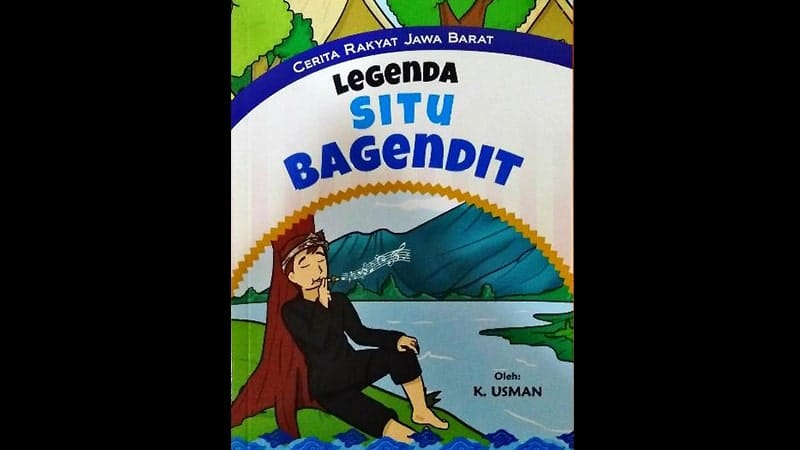 Cerita Rakyat Jawa Barat
Legenda
Situ
Bagendit
Oleh:
K. USMAN